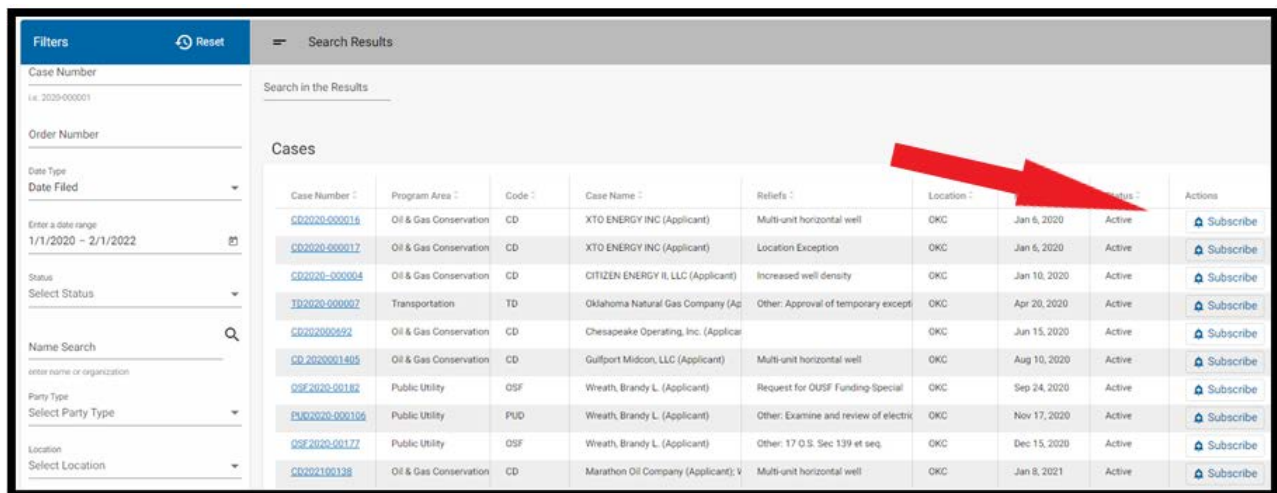 Filters
Reset
Case Number
i.e. 2020-000001
Order Number
Date Type
Date Filed
Enter a date range
1/1/2020 – 2/1/2022
Status
Select Status
Name Search
enter name or organization
Party Type
Select Party Type
Location
Select Location
Search Results
Search in the Results
Cases
Case Number Program Area Code Case Name Reliefs Location Status Actions
CD2020-000016 Oil & Gas Conservation CD XTO ENERGY INC (Applicant) Multi-unit horizontal well OKC Jan 6, 2020 Active Subscribe
CD2020-000017 Oil & Gas Conservation CD XTO ENERGY INC (Applicant) Location Exception OKC Jan 6, 2020 Active Subscribe
CD2020--000004 Oil & Gas Conservation CD CITIZEN ENERGY II, LLC (Applicant) Increased well density OKC Jan 10, 2020 Active Subscribe
TD2020-000007 Transportation TD Oklahoma Natural Gas Company (Ap Other: Approval of temporary excepti OKC Apr 20, 2020 Active Subscribe
CD202000692 Oil & Gas Conservation CD Chesapeake Operating, Inc. (Applicar OKC Jun 15, 2020 Active Subscribe
CD 2020001405 Oil & Gas Conservation CD Gulfport Midcon, LLC (Applicant) Multi-unit horizontal well OKC Aug 10, 2020 Active Subscribe
OSF2020-00182 Public Utility OSF Wreath, Brandy L. (Applicant) Request for OUSF Funding-Special OKC Sep 24, 2020 Active Subscribe
PUD2020-000106 Public Utility PUD Wreath, Brandy L. (Applicant) Other: Examine and review of electric OKC Nov 17, 2020 Active Subscribe
OSF2020-00177 Public Utility OSF Wreath, Brandy L. (Applicant) Other: 17 O.S. Sec 139 et seq. OKC Dec 15, 2020 Active Subscribe
CD202100138 Oil & Gas Conservation CD Marathon Oil Company (Applicant); Multi-unit horizontal well OKC Jan 8, 2021 Active Subscribe